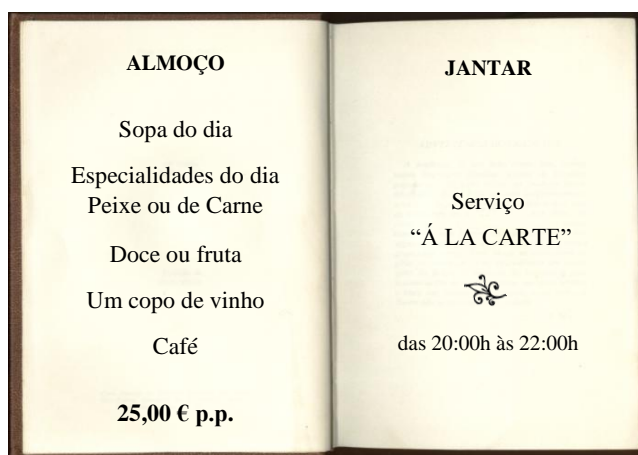 ALMOÇO
Sopa do dia
Especialidades do dia
Peixe ou de Carne
Doce ou fruta
Um copo de vinho
Café
25,00 € p.p.
JANTAR
Serviço
“Á LA CARTE”
das 20:00h às 22:00h